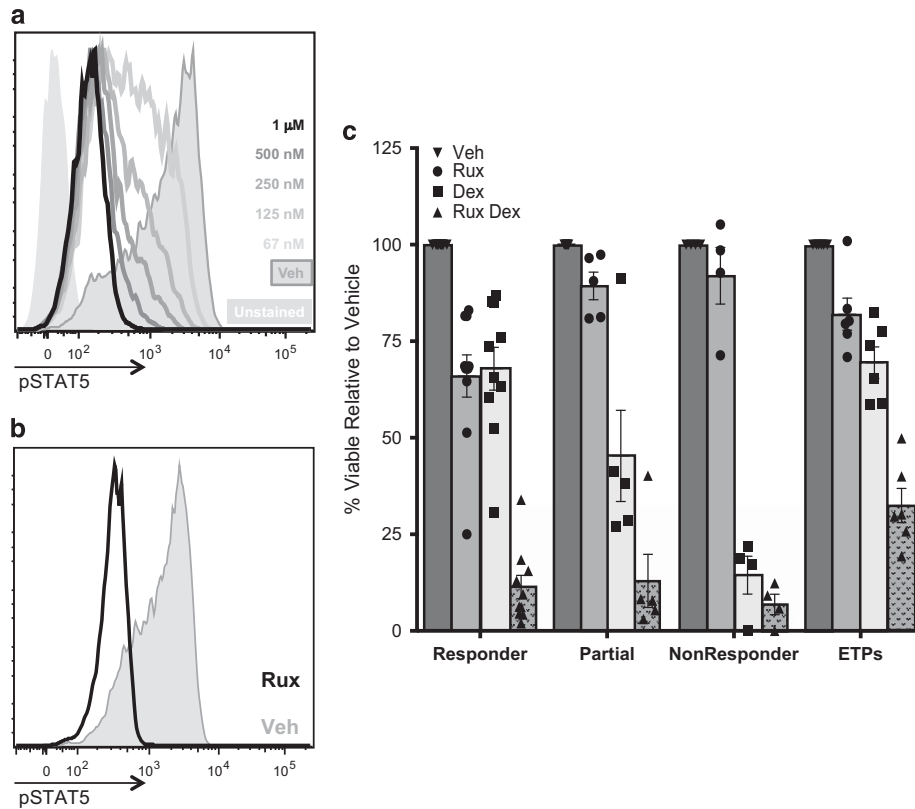 a
1 µM
500 nM
250 nM
125 nM
67 nM
Veh
Unstained
0 10² 10³ 10⁴ 10⁵
pSTAT5
b
Rux
Veh
0 10² 10³ 10⁴ 10⁵
pSTAT5
c
% Viable Relative to Vehicle
125
100
75
50
25
0
Veh
Rux
Dex
Rux Dex
Responder Partial NonResponder ETPs